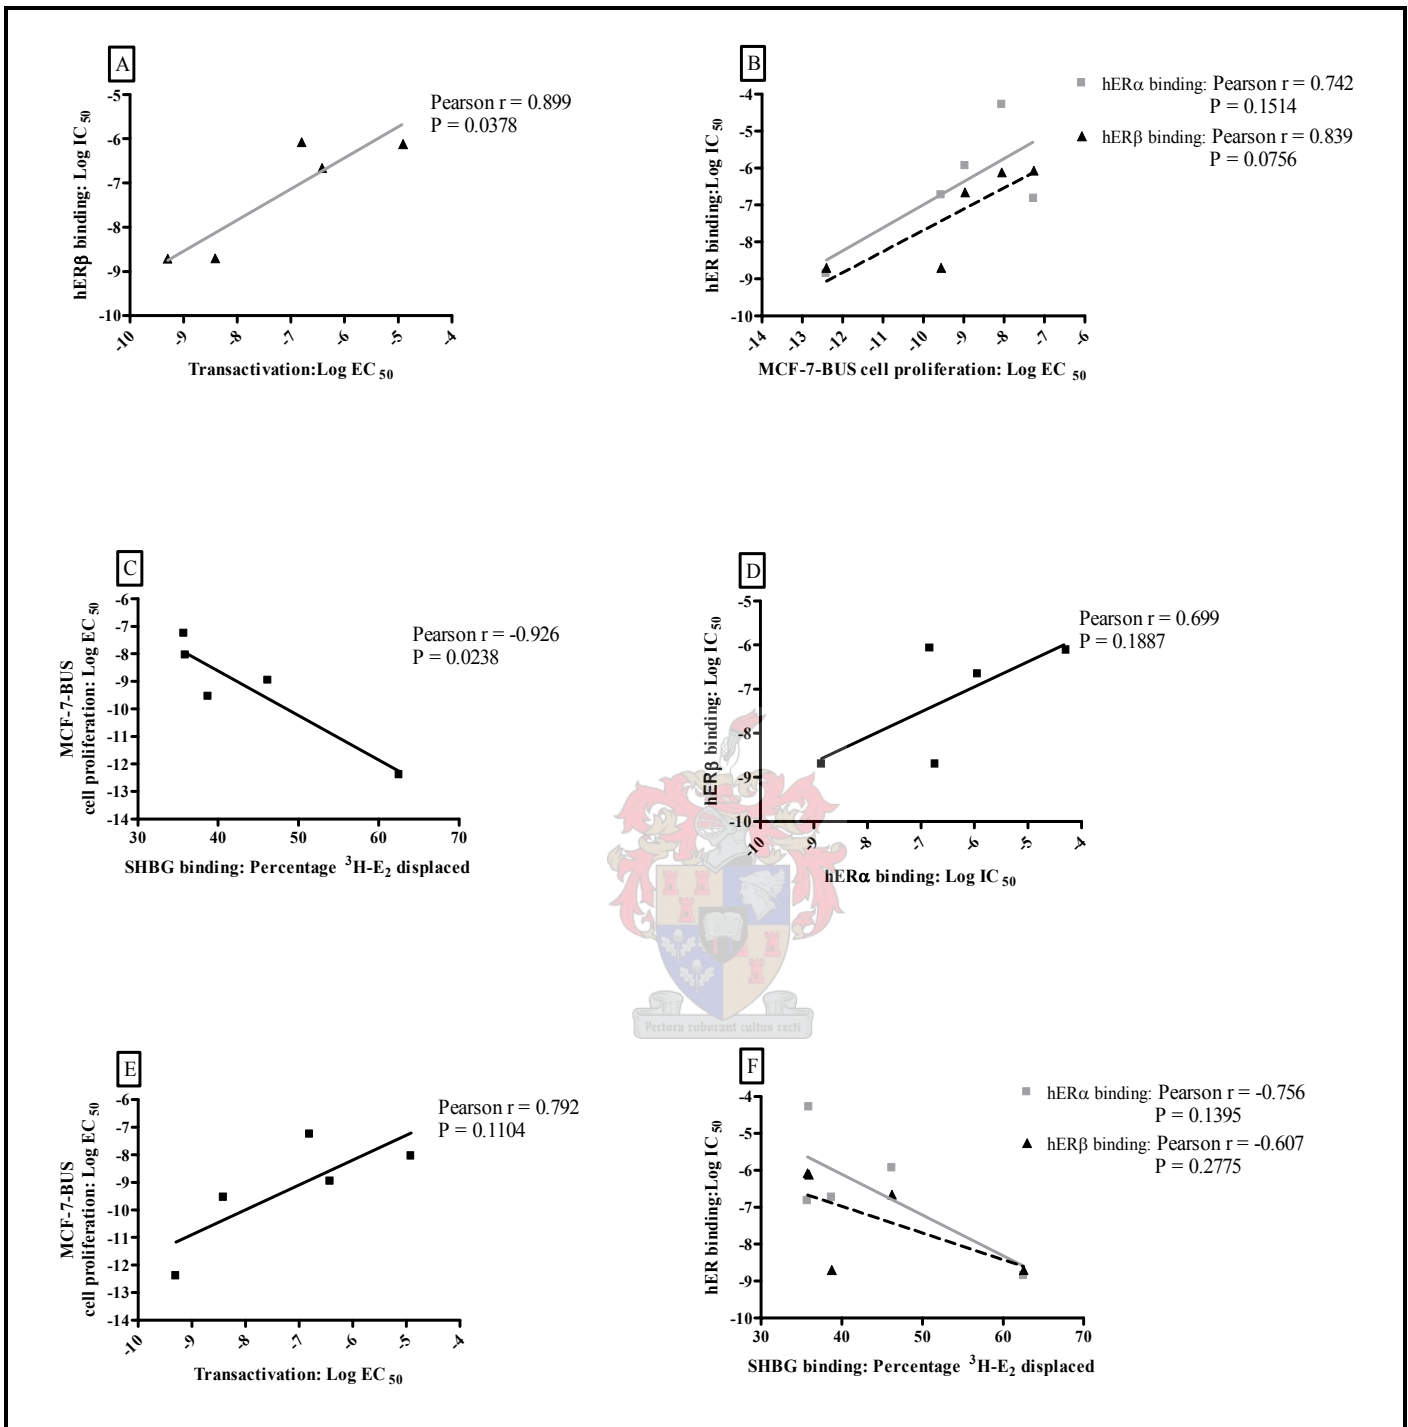 A
hERβ binding: Log IC 50
-5
-6
-7
-8
-9
-10
-10
-9
-8
-7
-6
-5
-4
Transactivation:Log EC 50
Pearson r = 0.899
P = 0.0378
B
hER binding:Log IC 50
-4
-5
-6
-7
-8
-9
-10
-14
-13
-12
-11
-10
-9
-8
-7
-6
MCF-7-BUS cell proliferation: Log EC 50
hERα binding: Pearson r = 0.742
P = 0.1514
hERβ binding: Pearson r = 0.839
P = 0.0756
C
MCF-7-BUS
cell proliferation: Log EC 50
-6
-7
-8
-9
-10
-11
-12
-13
-14
30
40
50
60
70
SHBG binding: Percentage 3H-E2 displaced
Pearson r = -0.926
P = 0.0238
D
hERβ binding: Log IC 50
-5
-6
-7
-8
-9
-10
-10
-9
-8
-7
-6
-5
-4
hERα binding: Log IC 50
Pearson r = 0.699
P = 0.1887
Pectora roborant cultus recti
E
MCF-7-BUS
cell proliferation: Log EC 50
-6
-7
-8
-9
-10
-11
-12
-13
-14
-10
-9
-8
-7
-6
-5
-4
Transactivation: Log EC 50
Pearson r = 0.792
P = 0.1104
F
hER binding:Log IC 50
-4
-5
-6
-7
-8
-9
-10
30
40
50
60
70
SHBG binding: Percentage 3H-E2 displaced
hERα binding: Pearson r = -0.756
P = 0.1395
hERβ binding: Pearson r = -0.607
P = 0.2775